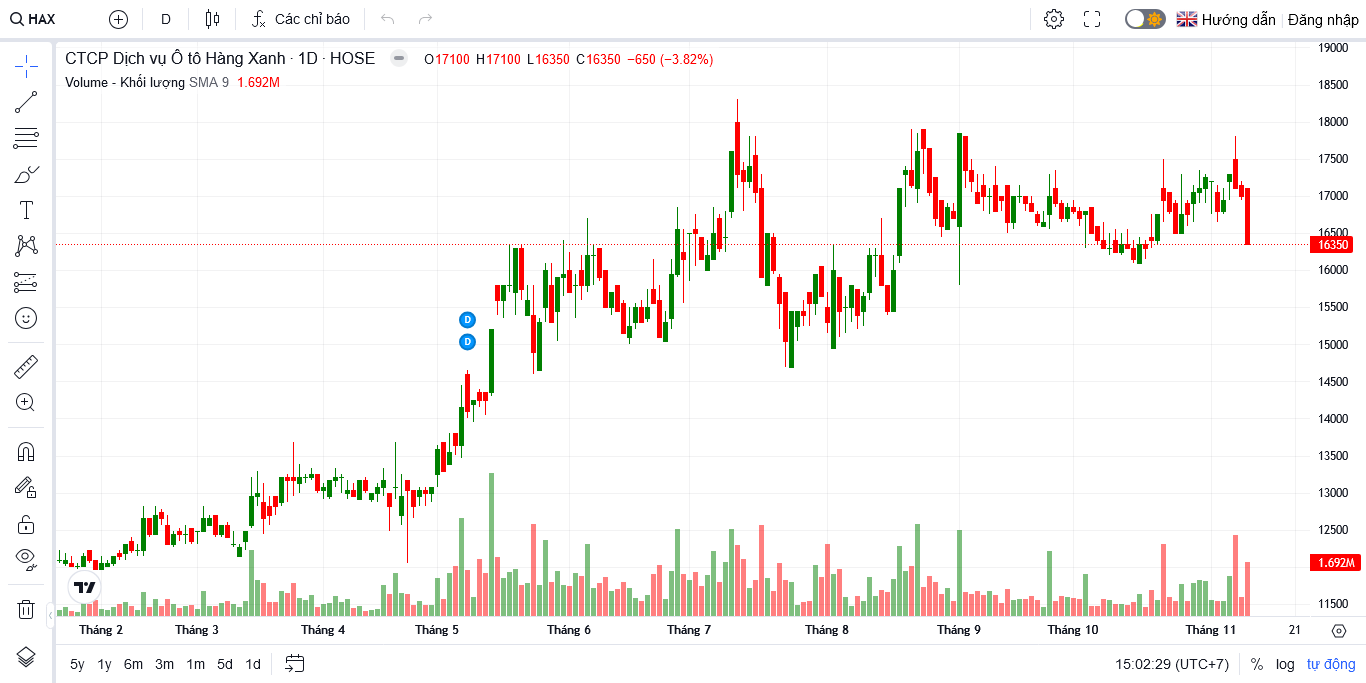 HAX D Các chỉ báo Hướng dẫn Đăng nhập
CTCP Dịch vụ Ô tô Hàng Xanh · 1D · HOSE O17100 H17100 L16350 C16350 −650 (−3.82%)
Volume - Khối lượng SMA 9 1.692M
19000
18500
18000
17500
17000
16500
16350
16000
D
15500
D
15000
14500
14000
13500
13000
12500
1.692M
11500
Tháng 2 Tháng 3 Tháng 4 Tháng 5 Tháng 6 Tháng 7 Tháng 8 Tháng 9 Tháng 10 Tháng 11 21
5y 1y 6m 3m 1m 5d 1d 15:02:29 (UTC+7) % log tự động